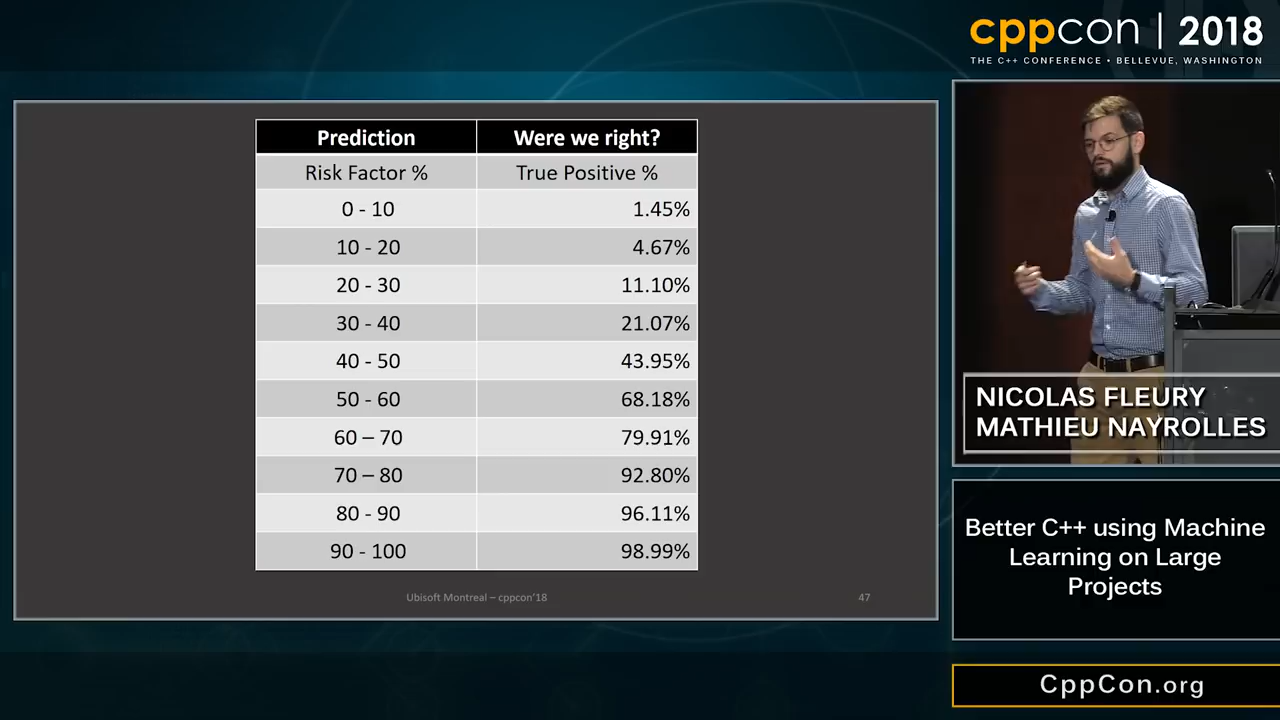 cppcon | 2018
THE C++ CONFERENCE • BELLEVUE, WASHINGTON
Prediction Were we right?
Risk Factor % True Positive %
0 - 10 1.45%
10 - 20 4.67%
20 - 30 11.10%
30 - 40 21.07%
40 - 50 43.95%
50 - 60 68.18%
60 – 70 79.91%
70 – 80 92.80%
80 - 90 96.11%
90 - 100 98.99%
Ubisoft Montreal – cppcon'18 47
NICOLAS FLEURY
MATHIEU NAYROLLES
Better C++ using Machine
Learning on Large
Projects
CppCon.org